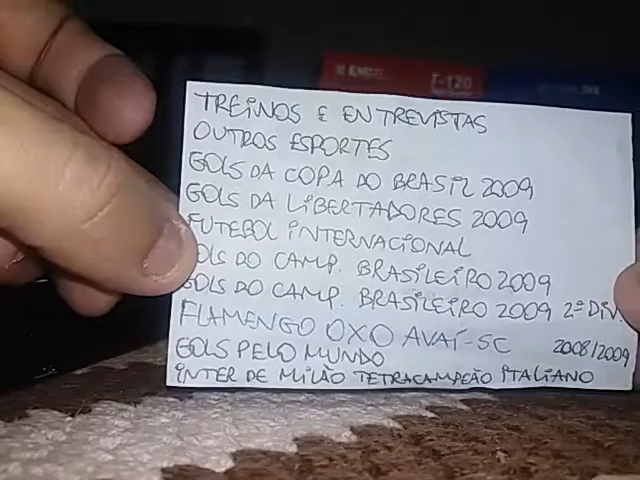 T-120
TREINOS E ENTREVISTAS
OUTROS ESPORTES
GOLS DA COPA DO BRASIL 2009
GOLS DA LIBERTADORES 2009
FUTEBOL INTERNACIONAL
GOLS DO CAMP. BRASILEIRO 2009
GOLS DO CAMP. BRASILEIRO 2009 2ª DIV.
FLAMENGO 0X0 AVAÍ-SC
GOLS PELO MUNDO 2008/2009
INTER DE MILÃO TETRACAMPEÃO ITALIANO